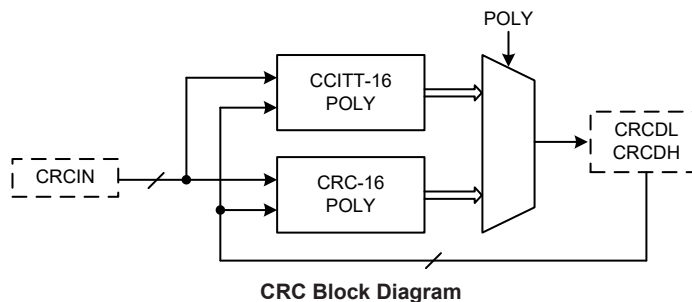 POLY
CCITT-16
POLY
CRCDL
CRCDH
CRCIN
CRC-16
POLY
CRC Block Diagram